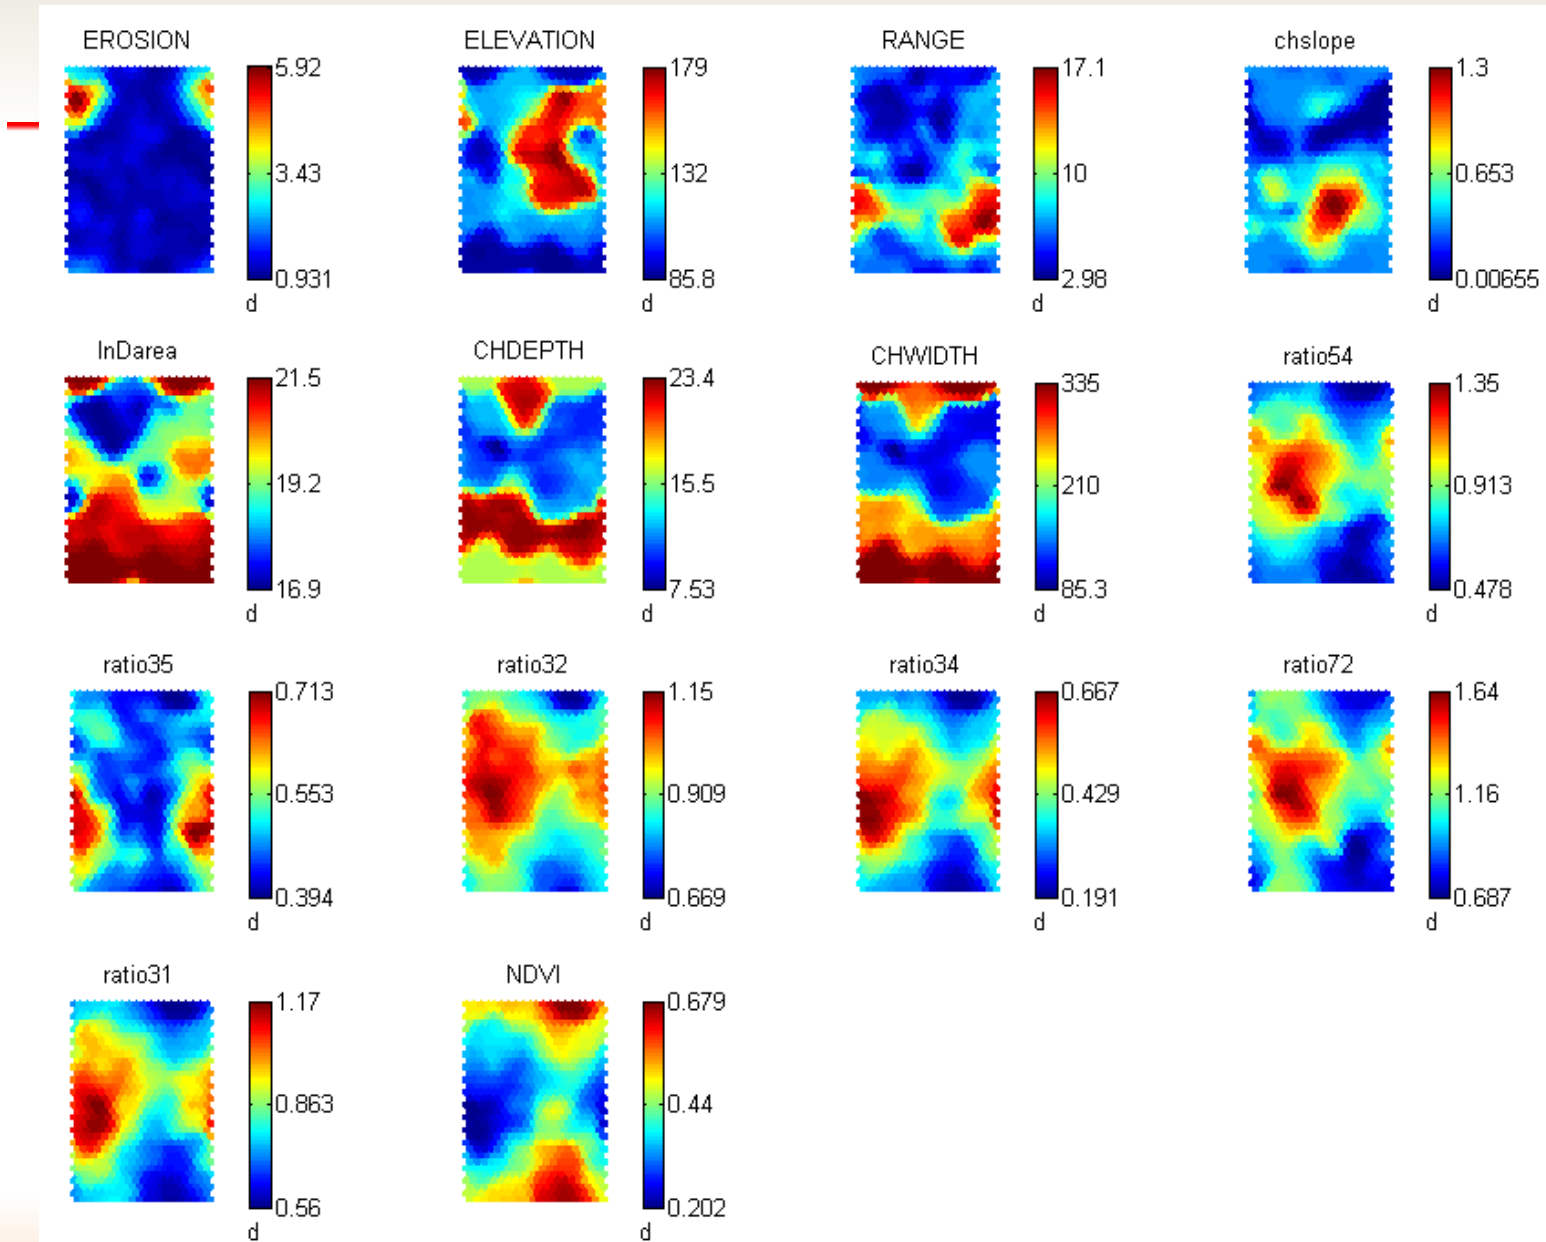 EROSION
5.92
3.43
0.931
d
ELEVATION
179
132
85.8
d
RANGE
17.1
10
2.98
d
chslope
1.3
0.653
0.00655
d
lnDarea
21.5
19.2
16.9
d
CHDEPTH
23.4
15.5
7.53
d
CHWIDTH
335
210
85.3
d
ratio54
1.35
0.913
0.478
d
ratio35
0.713
0.553
0.394
d
ratio32
1.15
0.909
0.669
d
ratio34
0.667
0.429
0.191
d
ratio72
1.64
1.16
0.687
d
ratio31
1.17
0.863
0.56
d
NDVI
0.679
0.44
0.202
d